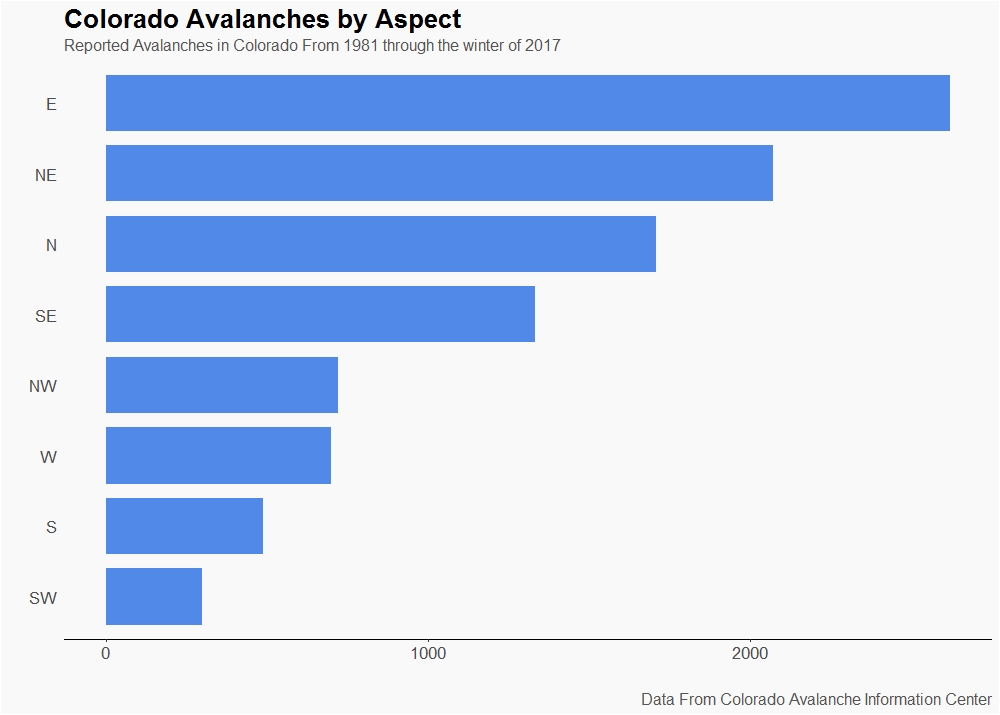 Colorado Avalanches by Aspect
Reported Avalanches in Colorado From 1981 through the winter of 2017
E
NE
N
SE
NW
W
S
SW
0 1000 2000
Data From Colorado Avalanche Information Center